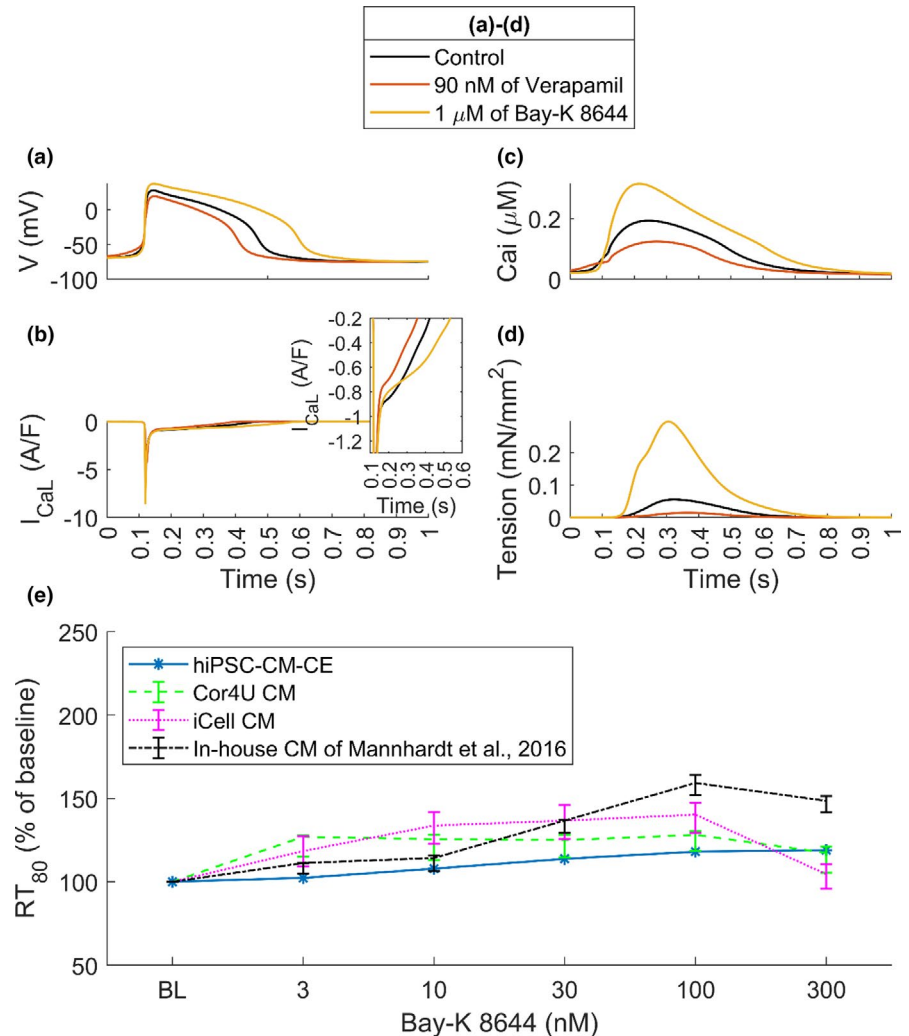 (a)-(d)
Control
90 nM of Verapamil
1 μM of Bay-K 8644
(a)
V (mV)
0
-50
-100
0 1
(c)
Cai (μM)
0.2
0
0 1
(b)
I_CaL (A/F)
0
-5
-10
0 0.1 0.2 0.3 0.4 0.5 0.6 0.7 0.8 0.9 1
Time (s)
I_CaL (A/F)
-0.2
-0.4
-0.6
-0.8
-1
-1.2
0.1 0.2 0.3 0.4 0.5 0.6
Time (s)
(d)
Tension (mN/mm²)
0.2
0.1
0
0 0.1 0.2 0.3 0.4 0.5 0.6 0.7 0.8 0.9 1
Time (s)
(e)
RT₈₀ (% of baseline)
250
200
150
100
50
hiPSC-CM-CE
Cor4U CM
iCell CM
In-house CM of Mannhardt et al., 2016
BL 3 10 30 100 300
Bay-K 8644 (nM)